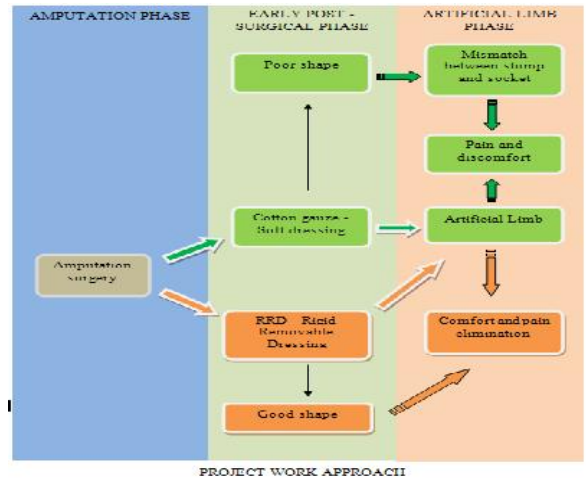 AMPUTATION PHASE
EARLY POST -
SURGICAL PHASE
ARTIFICIAL LIMB
PHASE
Poor shape
Mismatch
between stump
and socket
Pain and
discomfort
Cotton gauze -
Soft dressing
Artificial Limb
Amputation
surgery
RRD - Rigid
Removable
Dressing
Comfort and pain
elimination
Good shape
PROJECT WORK APPROACH